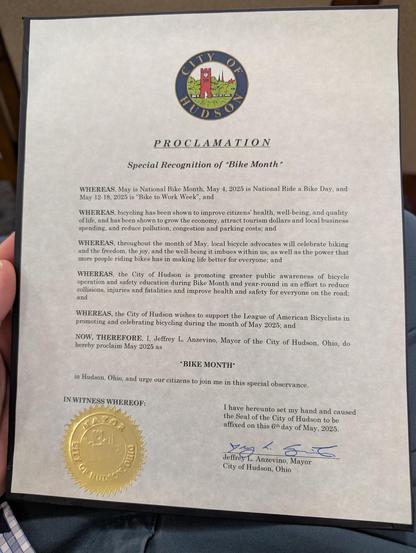 CITY OF
HUDSON
PROCLAMATION
Special Recognition of "Bike Month"
WHEREAS, May is National Bike Month, May 4, 2025 is National Ride a Bike Day, and
May 12-18, 2025 is "Bike to Work Week", and
WHEREAS, bicycling has been shown to improve citizens' health, well-being, and quality
of life, and has been shown to grow the economy, attract tourism dollars and local business
spending, and reduce pollution, congestion and parking costs; and
WHEREAS, throughout the month of May, local bicycle advocates will celebrate biking
and the freedom, the joy, and the well-being it imbues within us, as well as the power that
more people riding bikes has in making life better for everyone; and
WHEREAS, the City of Hudson is promoting greater public awareness of bicycle
operation and safety education during Bike Month and year-round in an effort to reduce
collisions, injuries and fatalities and improve health and safety for everyone on the road;
and
WHEREAS, the City of Hudson wishes to support the League of American Bicyclists in
promoting and celebrating bicycling during the month of May 2025; and
NOW, THEREFORE, I, Jeffrey L. Anzevino, Mayor of the City of Hudson, Ohio, do
hereby proclaim May 2025 as
"BIKE MONTH"
in Hudson, Ohio, and urge our citizens to join me in this special observance.
IN WITNESS WHEREOF:
I have hereunto set my hand and caused
the Seal of the City of Hudson to be
affixed on this 6th day of May, 2025.
Jeffrey L. Anzevino, Mayor
City of Hudson, Ohio
MAYOR
CITY OF HUDSON OHIO